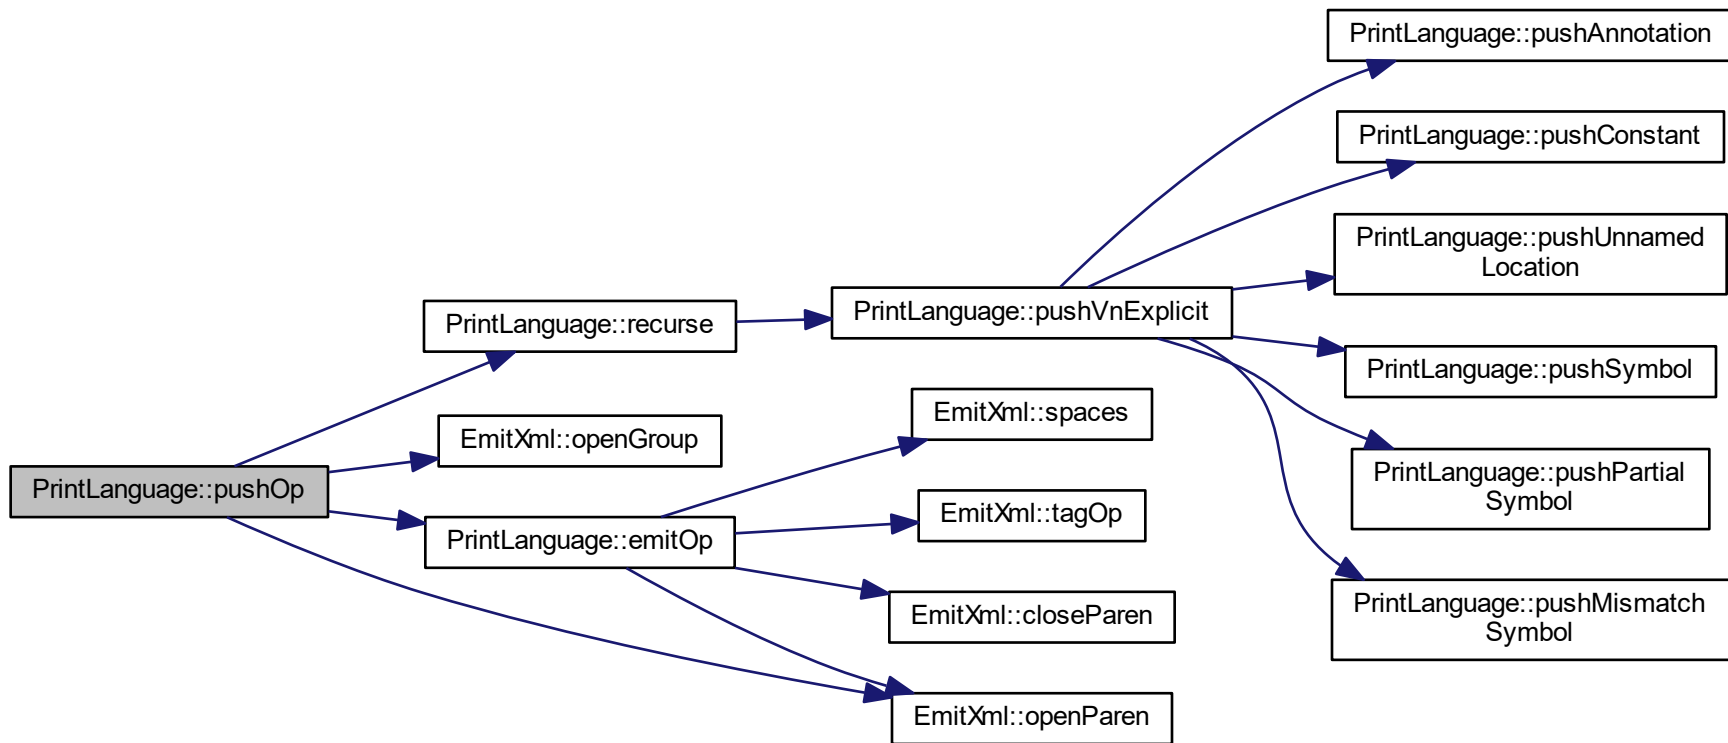 PrintLanguage::pushAnnotation
PrintLanguage::pushConstant
PrintLanguage::pushUnnamed
Location
PrintLanguage::recurse
PrintLanguage::pushVnExplicit
PrintLanguage::pushSymbol
EmitXml::openGroup
EmitXml::spaces
PrintLanguage::pushOp
PrintLanguage::pushPartial
Symbol
PrintLanguage::emitOp
EmitXml::tagOp
EmitXml::closeParen
PrintLanguage::pushMismatch
Symbol
EmitXml::openParen